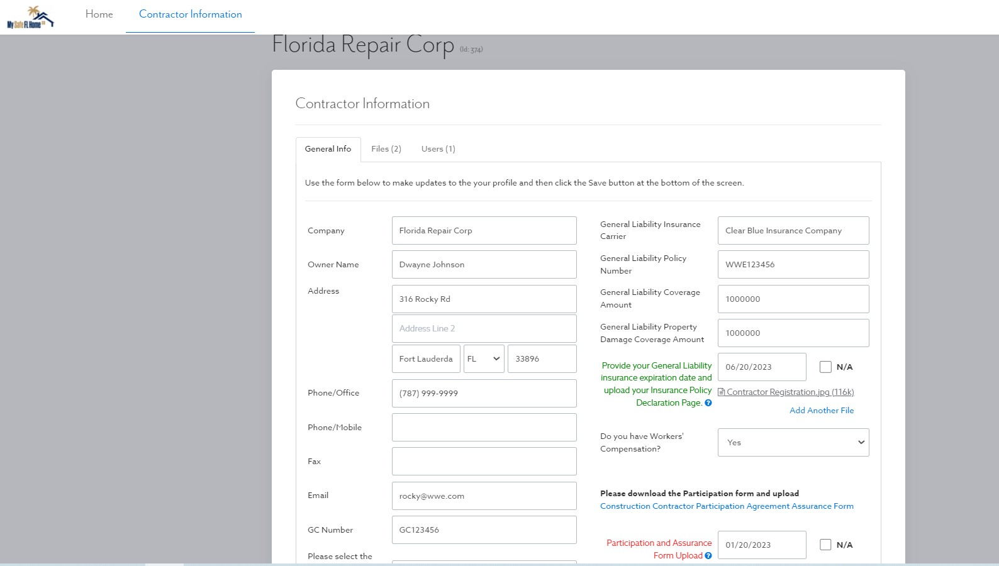 My Safe FL Home
Home
Contractor Information
Florida Repair Corp (Id: 374)
Contractor Information
General Info
Files (2)
Users (1)
Use the form below to make updates to the your profile and then click the Save button at the bottom of the screen.
Company
Florida Repair Corp
Owner Name
Dwayne Johnson
Address
316 Rocky Rd
Address Line 2
Fort Lauderda
FL
33896
Phone/Office
(787) 999-9999
Phone/Mobile
Fax
Email
rocky@wwe.com
GC Number
GC123456
Please select the
General Liability Insurance
Carrier
Clear Blue Insurance Company
General Liability Policy
Number
WWE123456
General Liability Coverage
Amount
1000000
General Liability Property
Damage Coverage Amount
1000000
Provide your General Liability
insurance expiration date and
upload your Insurance Policy
Declaration Page.
06/20/2023
N/A
Contractor Registration.jpg (116k)
Add Another File
Do you have Workers'
Compensation?
Yes
Please download the Participation form and upload
Construction Contractor Participation Agreement Assurance Form
Participation and Assurance
Form Upload
01/20/2023
N/A